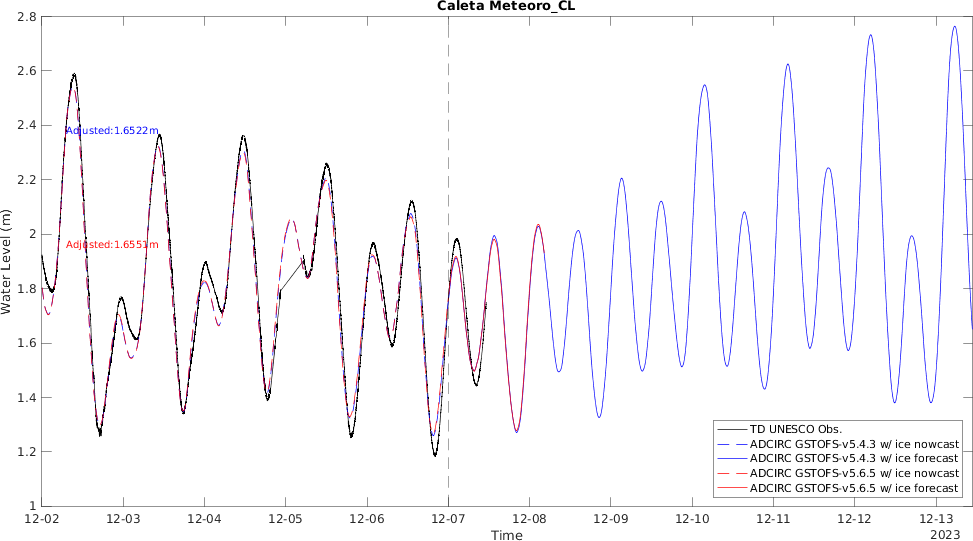 Caleta Meteoro_CL
2.8
2.6
2.4
2.2
2
1.8
1.6
1.4
1.2
1
Water Level (m)
Adjusted:1.6522m
Adjusted:1.6551m
TD UNESCO Obs.
ADCIRC GSTOFS-v5.4.3 w/ ice nowcast
ADCIRC GSTOFS-v5.4.3 w/ ice forecast
ADCIRC GSTOFS-v5.6.5 w/ ice nowcast
ADCIRC GSTOFS-v5.6.5 w/ ice forecast
12-02 12-03 12-04 12-05 12-06 12-07 12-08 12-09 12-10 12-11 12-12 12-13
2023
Time